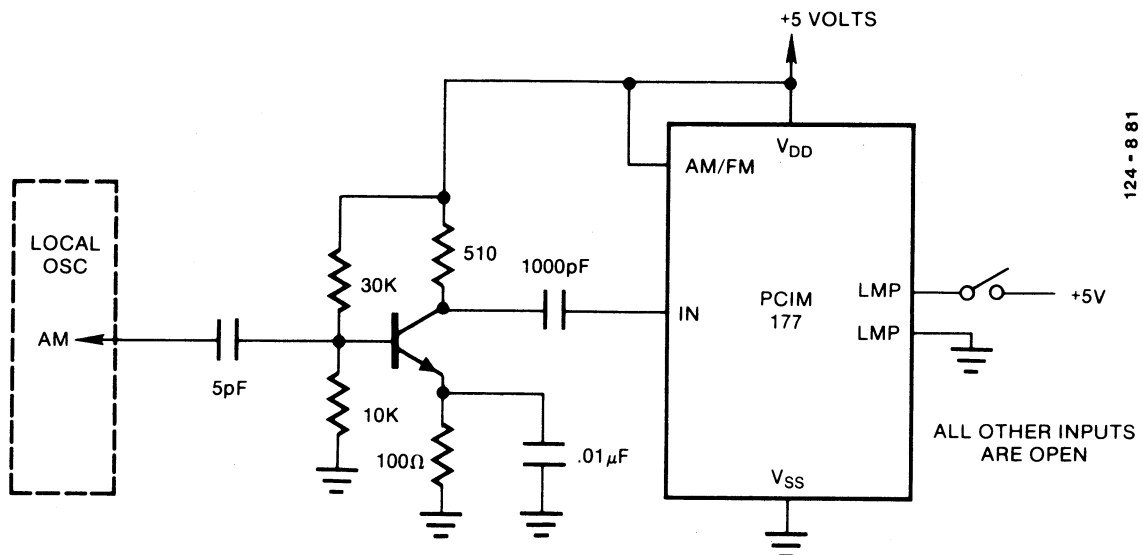 +5 VOLTS
124 - 8 81
V_DD
AM/FM
LOCAL
OSC
510
1000pF
30K
PCIM
177
LMP
+5V
IN
LMP
AM
5pF
10K
100Ω
.01µF
ALL OTHER INPUTS
ARE OPEN
V_SS